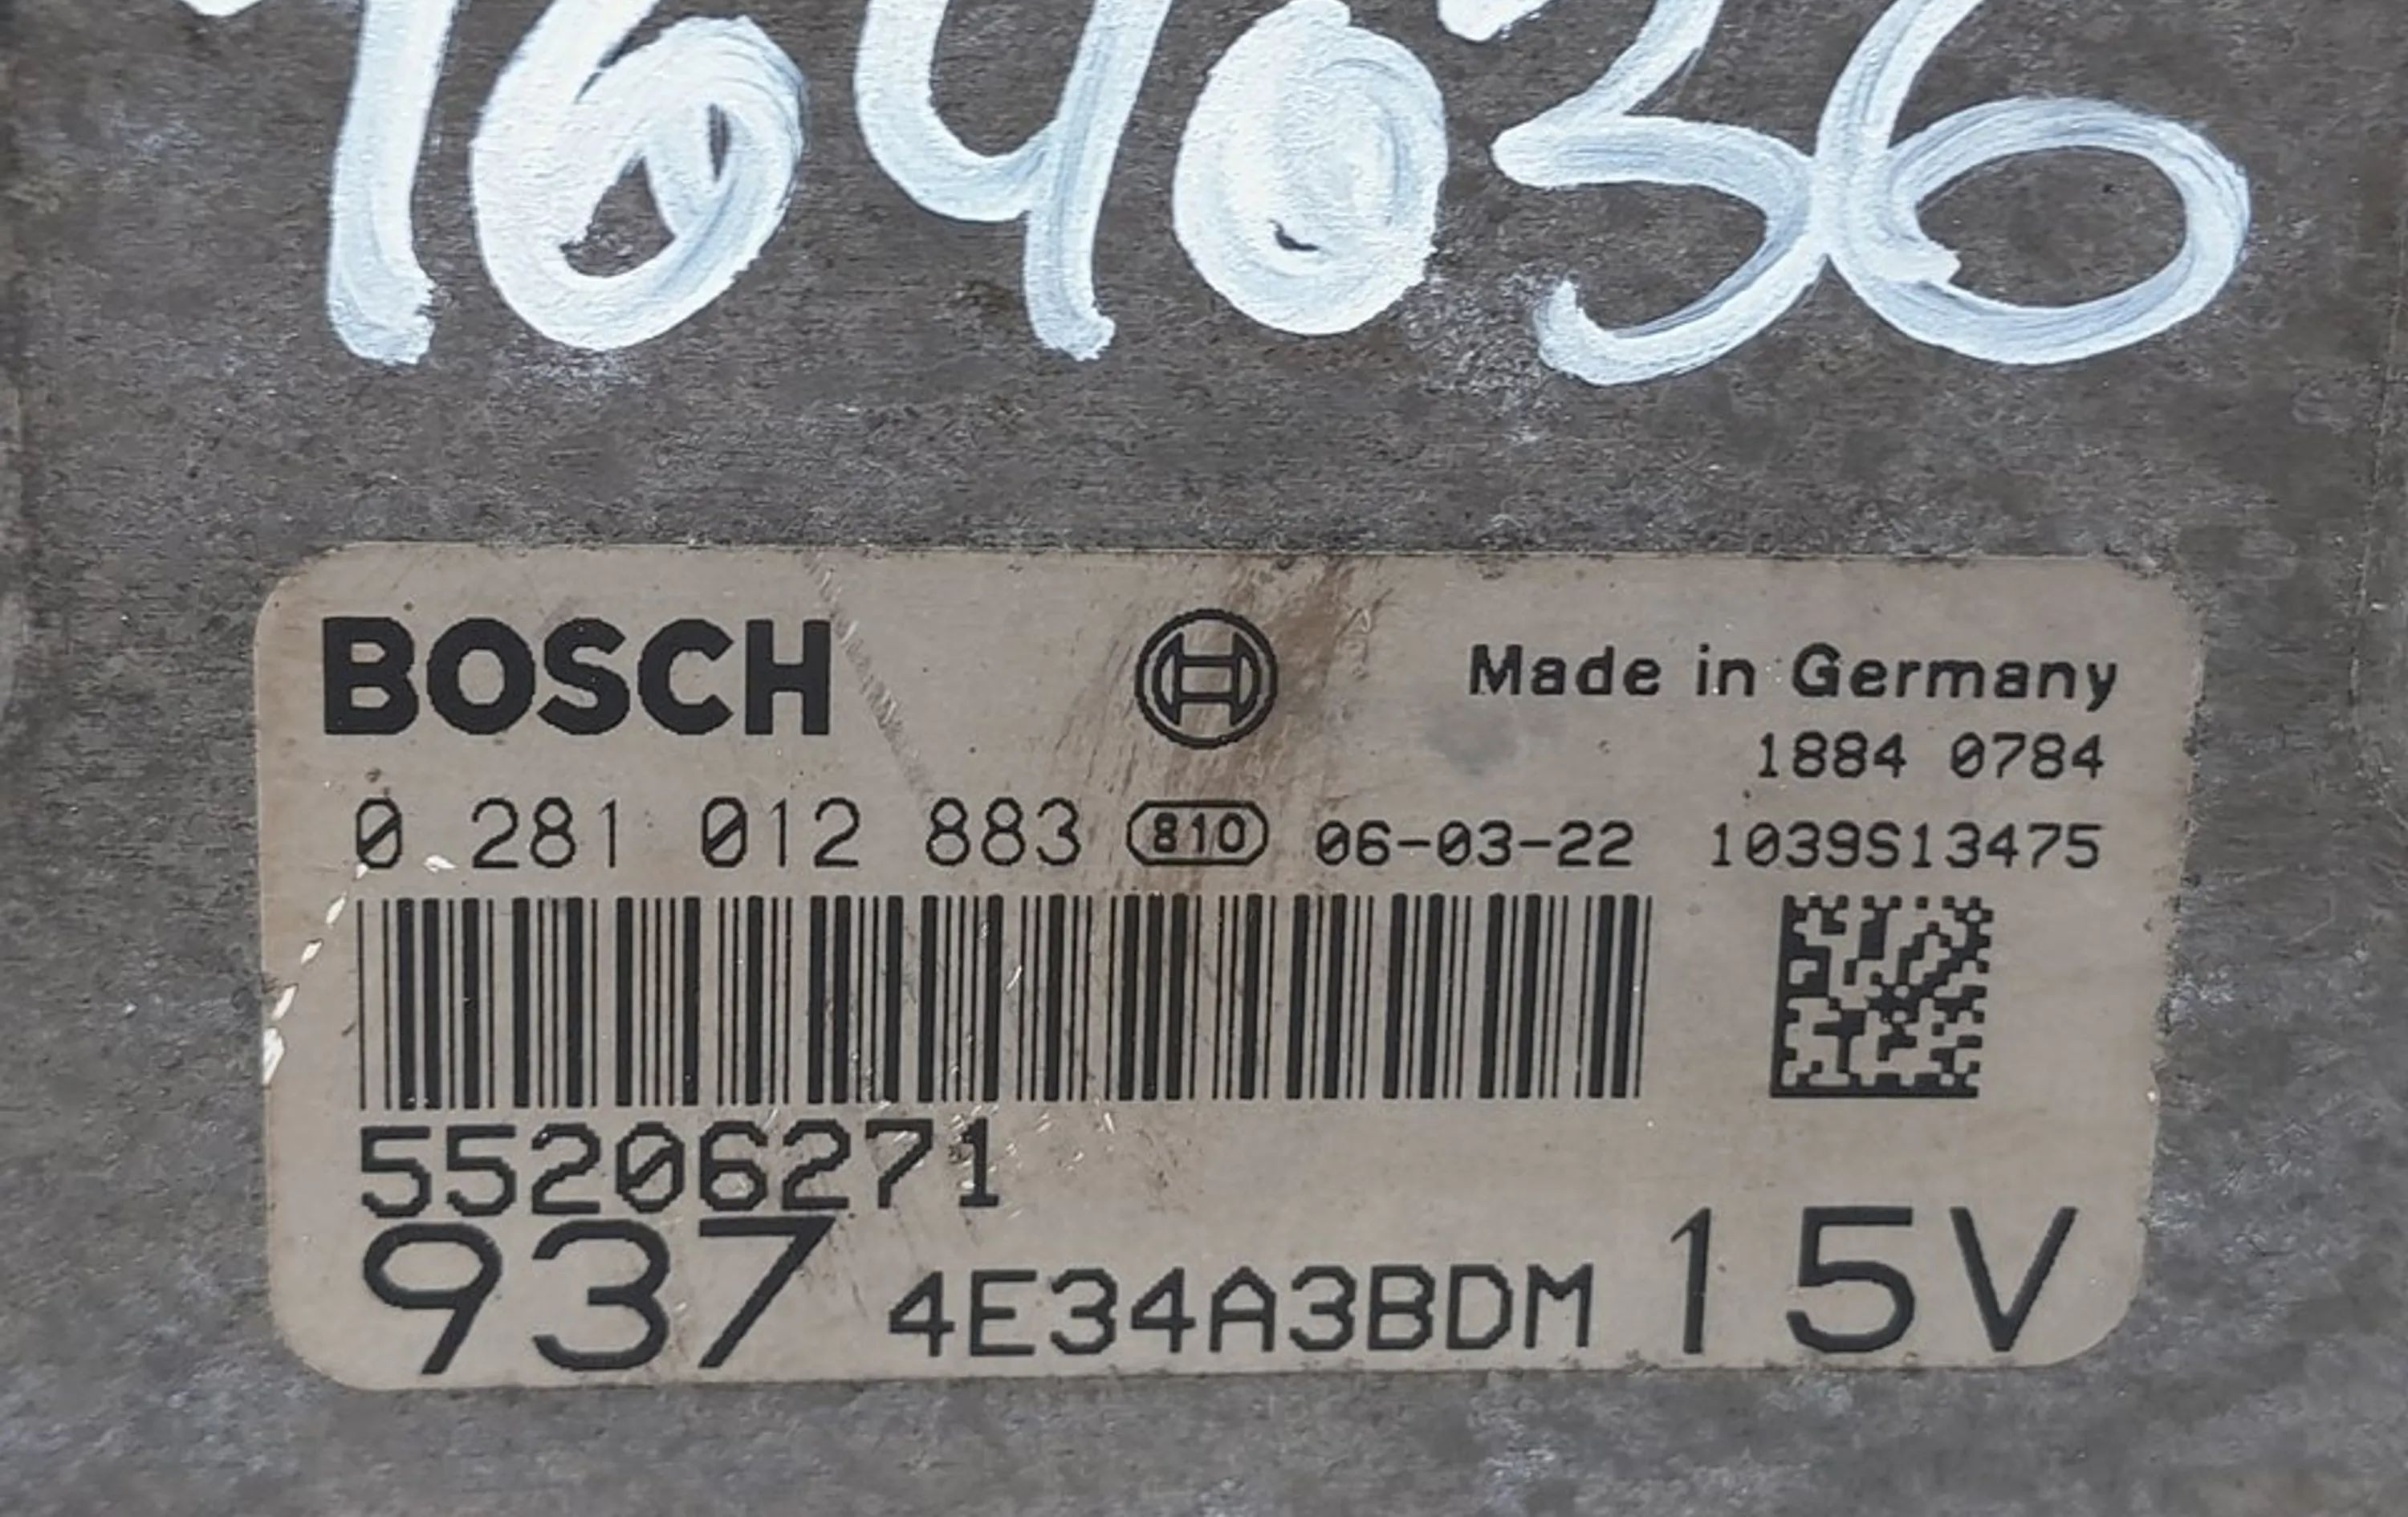 764036
BOSCH Made in Germany
1884 0784
0 281 012 883 810 06-03-22 1039S13475
55206271
937 4E34A3BDM 15V